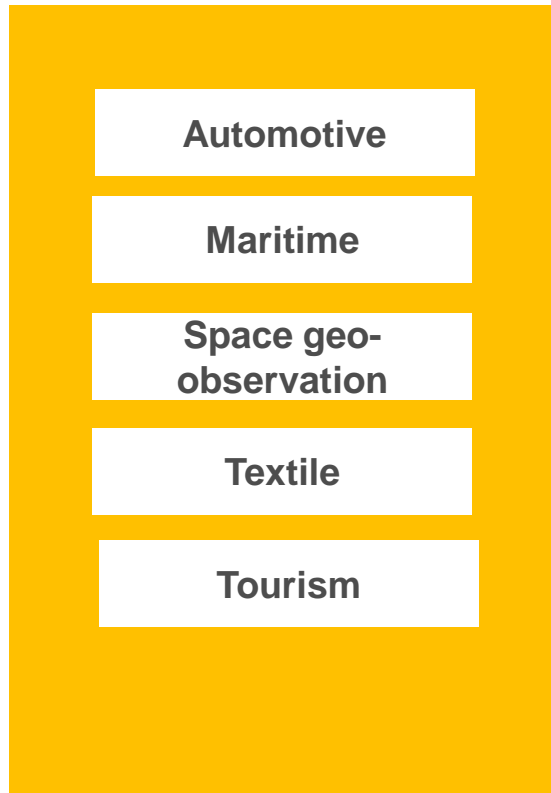 Automotive
Maritime
Space geo-
observation
Textile
Tourism